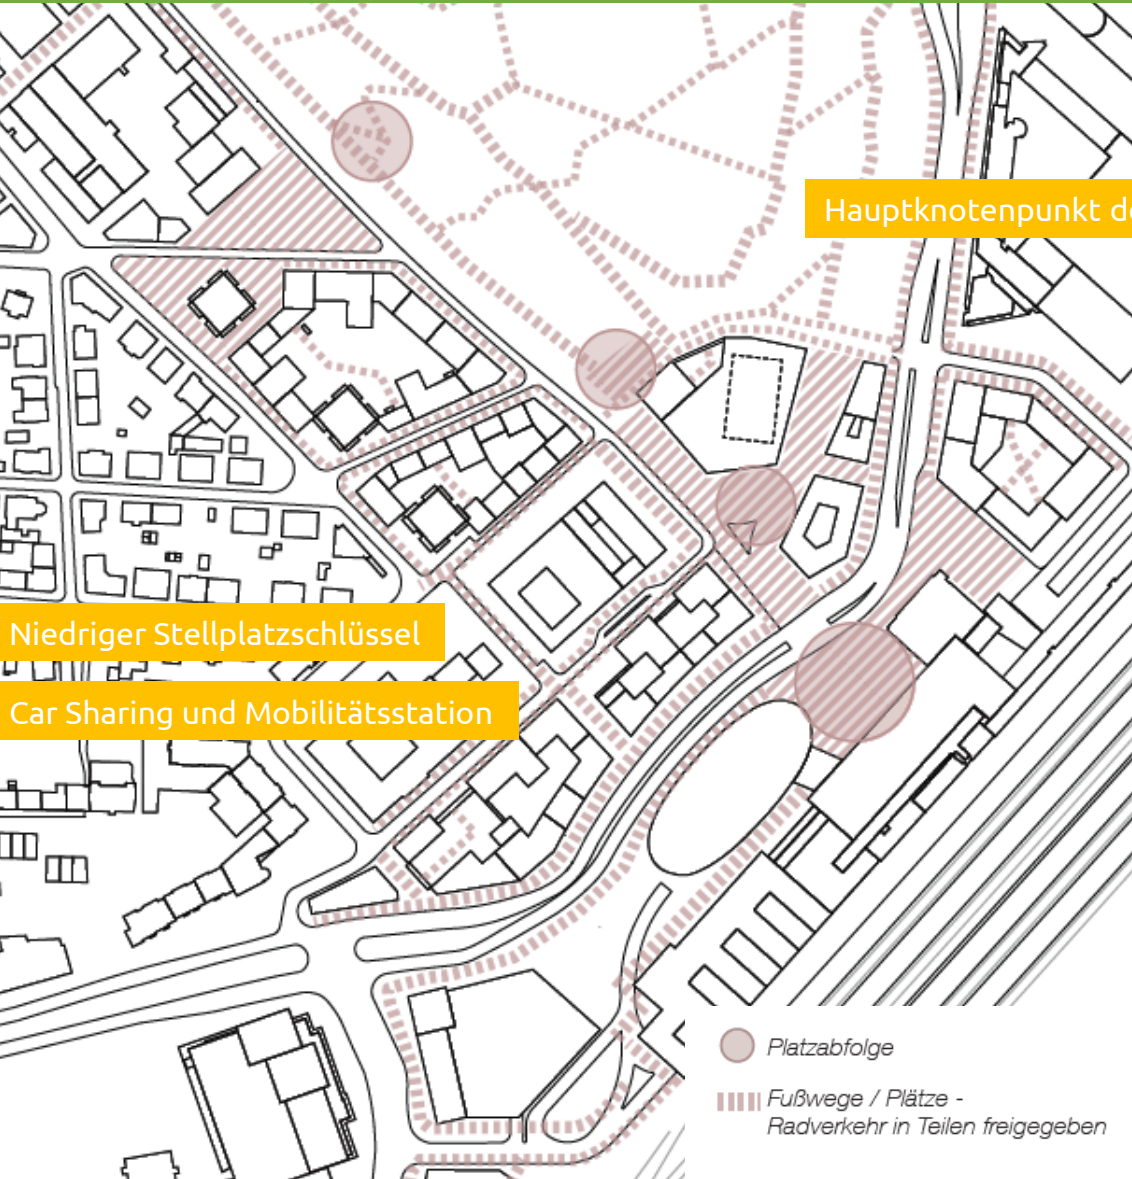 Hauptknotenpunkt
Niedriger Stellplatzschlüssel
Car Sharing und Mobilitätsstation
Platzabfolge
Fußwege / Plätze -
Radverkehr in Teilen freigegeben